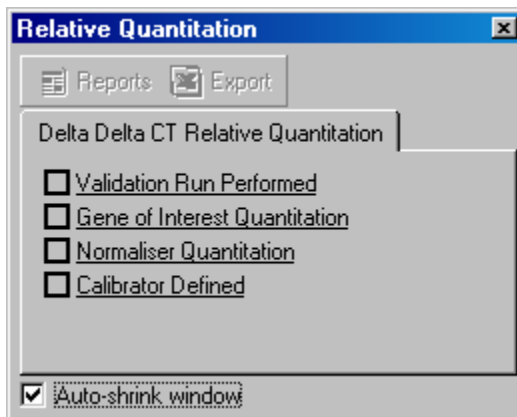 Relative Quantitation
Reports Export
Delta Delta CT Relative Quantitation
Validation Run Performed
Gene of Interest Quantitation
Normaliser Quantitation
Calibrator Defined
Auto-shrink window